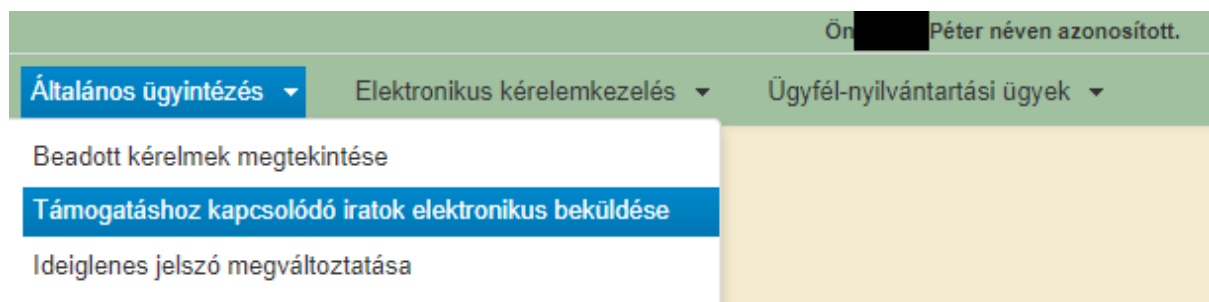 Ön Péter néven azonosított.
Általános ügyintézés Elektronikus kérelemkezelés Ügyfél-nyilvántartási ügyek
Beadott kérelmek megtekintése
Támogatáshoz kapcsolódó iratok elektronikus beküldése
Ideiglenes jelszó megváltoztatása